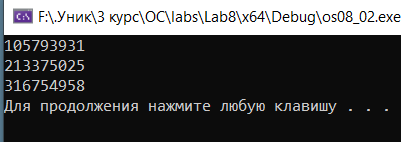 F:\.Уник\3 курс\ОС\labs\Lab8\x64\Debug\os08_02.exe
105793931
213375025
316754958
Для продолжения нажмите любую клавишу . . .